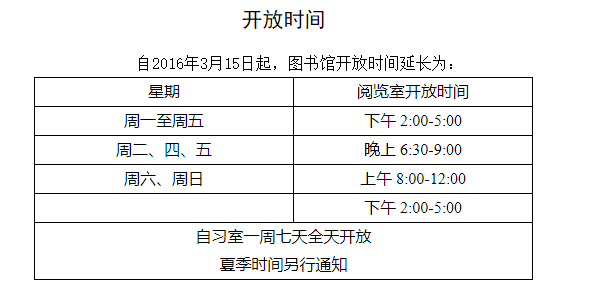 开放时间
自2016年3月15日起，图书馆开放时间延长为：
星期 阅览室开放时间
周一至周五 下午 2:00-5:00
周二、四、五 晚上 6:30-9:00
周六、周日 上午 8:00-12:00
下午 2:00-5:00
自习室一周七天全天开放
夏季时间另行通知